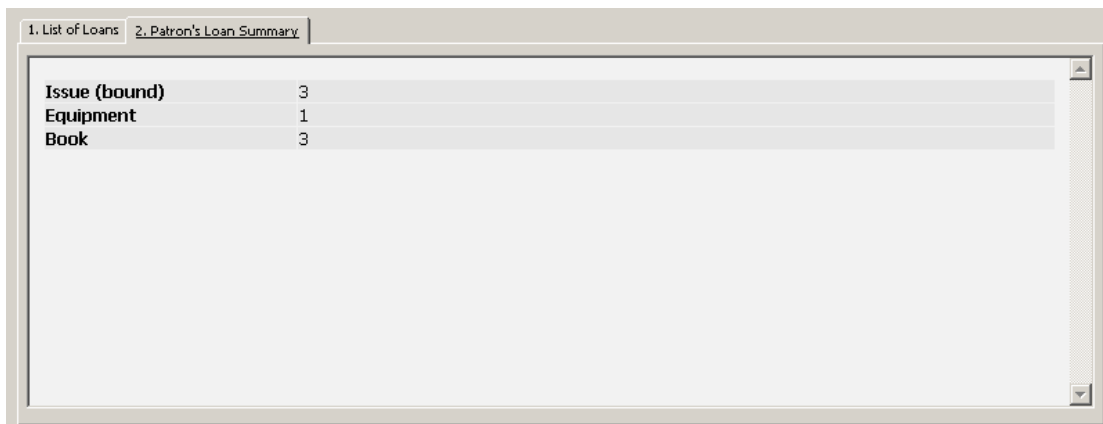 1. List of Loans 2. Patron's Loan Summary
Issue (bound) 3
Equipment 1
Book 3